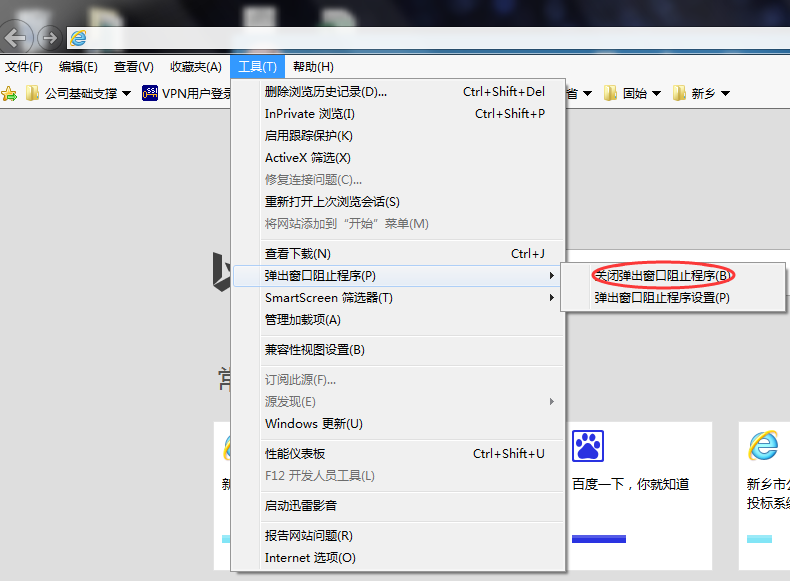 文件(F) 编辑(E) 查看(V) 收藏夹(A) 工具(T) 帮助(H)
公司基础支撑 VPN用户登录 省 固始 新乡
删除浏览历史记录(D)... Ctrl+Shift+Del
InPrivate 浏览(I) Ctrl+Shift+P
启用跟踪保护(K)
ActiveX 筛选(X)
修复连接问题(C)...
重新打开上次浏览会话(S)
将网站添加到“开始”菜单(M)
查看下载(N) Ctrl+J
弹出窗口阻止程序(P)
关闭弹出窗口阻止程序(B)
SmartScreen 筛选器(T)
弹出窗口阻止程序设置(P)
管理加载项(A)
兼容性视图设置(B)
订阅此源(F)...
源发现(E)
Windows 更新(U)
性能仪表板 Ctrl+Shift+U
F12 开发人员工具(L)
启动迅雷影音
报告网站问题(R)
Internet 选项(O)
百度一下，你就知道
新乡市公
投标系统